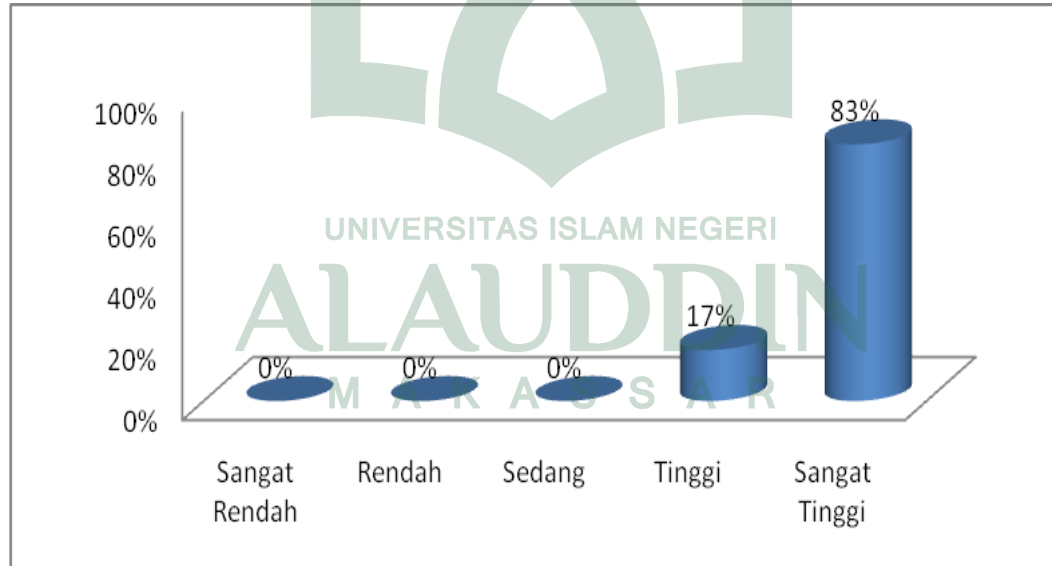 100%
80%
60%
40%
20%
0%
0%
0%
0%
17%
83%
Sangat
Rendah
Rendah
Sedang
Tinggi
Sangat
Tinggi
UNIVERSITAS ISLAM NEGERI
ALAUDDIN
MAKASSAR